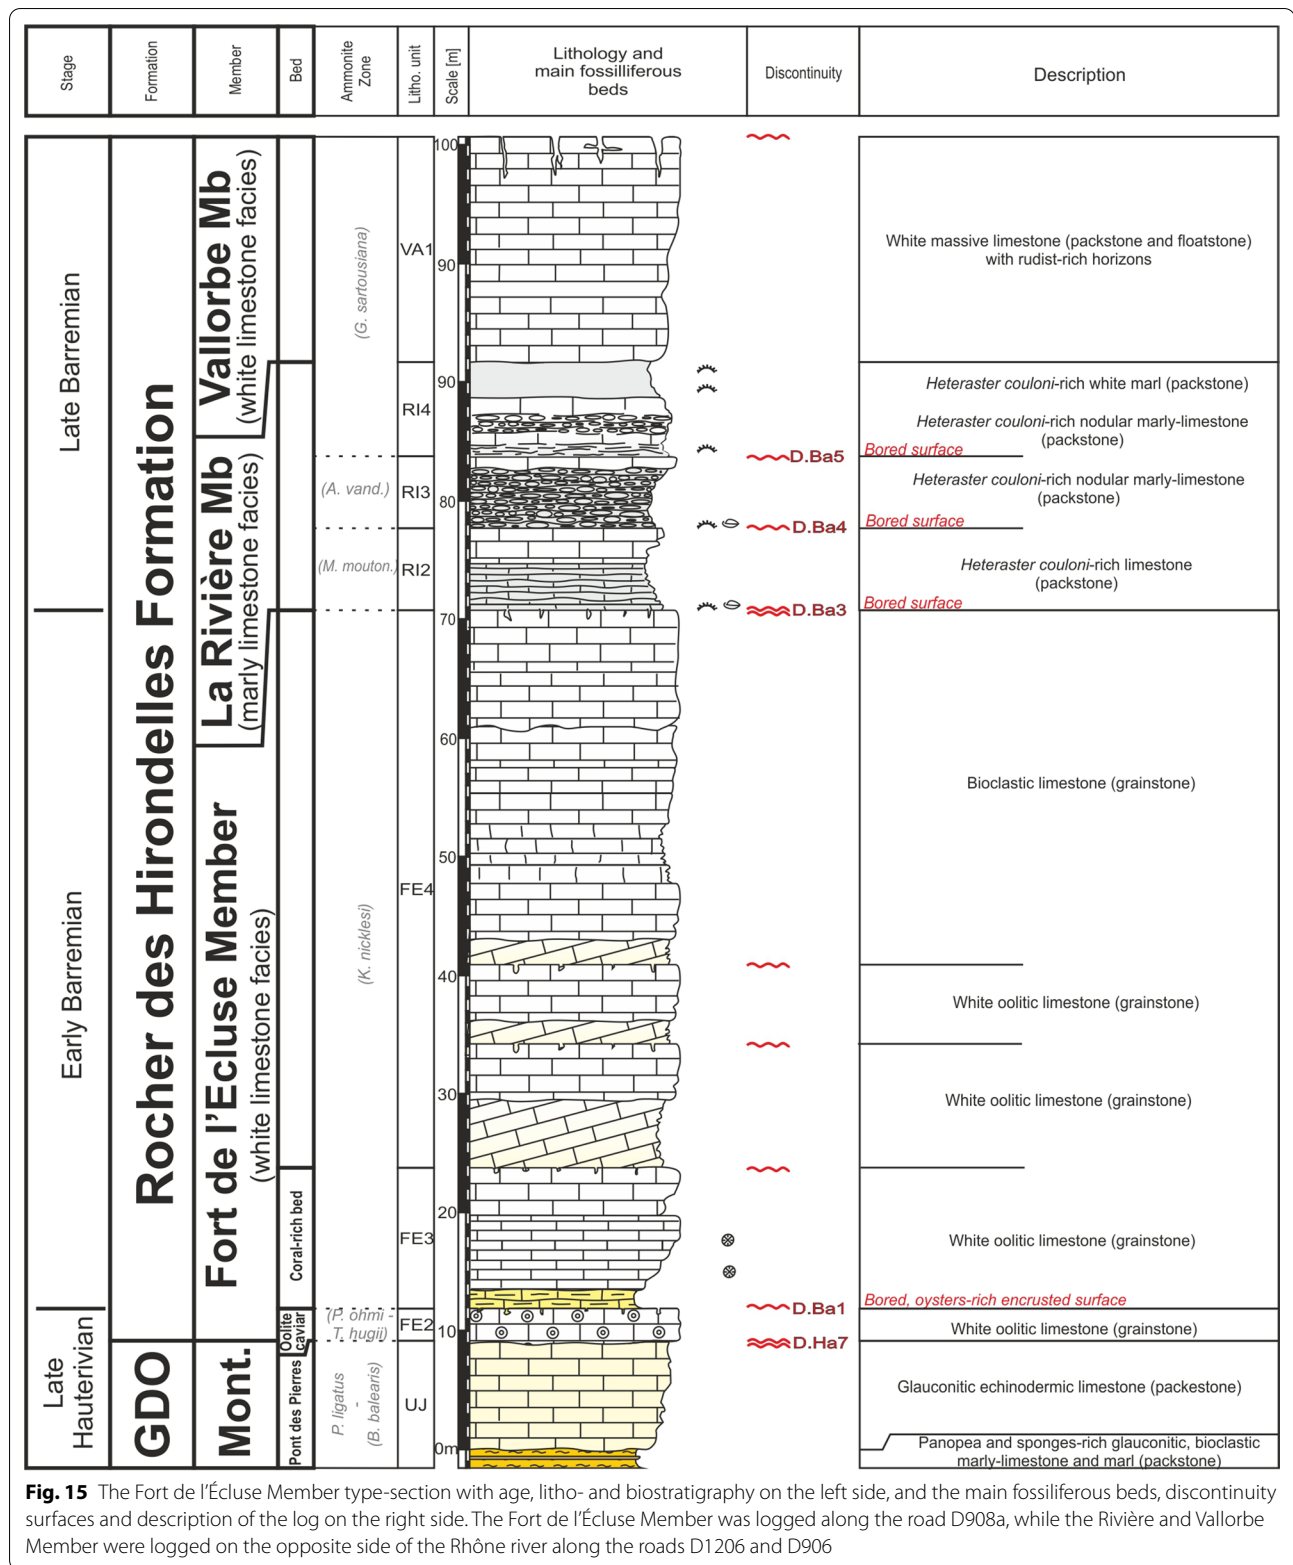 Stage
Formation
Member
Bed
Ammonite
Zone
Litho. unit
Scale [m]
Lithology and
main fossilliferous
beds
Discontinuity
Description
Late Barremian
Early Barremian
Late
Hauterivian
Rocher des Hirondelles Formation
GDO
Vallorbe Mb
(white limestone facies)
La Rivière Mb
(marly limestone facies)
Fort de l'Ecluse Member
(white limestone facies)
Mont.
Coral-rich bed
Oolite
caviar
Pont des Pierres
(G. sartousiana)
(A. vand.)
(M. mouton.)
(K. nicklesi)
(P. ohmi -
T. hugii)
P. ligatus
-
(B. balearis)
VA1
RI4
RI3
RI2
FE4
FE3
FE2
UJ
100
90
90
80
70
60
50
40
30
20
10
0m
D.Ba5
D.Ba4
D.Ba3
D.Ba1
D.Ha7
White massive limestone (packstone and floatstone)
with rudist-rich horizons
Heteraster couloni-rich white marl (packstone)
Heteraster couloni-rich nodular marly-limestone
(packstone)
Bored surface
Heteraster couloni-rich nodular marly-limestone
(packstone)
Bored surface
Heteraster couloni-rich limestone
(packstone)
Bored surface
Bioclastic limestone (grainstone)
White oolitic limestone (grainstone)
White oolitic limestone (grainstone)
White oolitic limestone (grainstone)
Bored, oysters-rich encrusted surface
White oolitic limestone (grainstone)
Glauconitic echinodermic limestone (packestone)
Panopea and sponges-rich glauconitic, bioclastic
marly-limestone and marl (packstone)
Fig. 15 The Fort de l'Écluse Member type-section with age, litho- and biostratigraphy on the left side, and the main fossiliferous beds, discontinuity
surfaces and description of the log on the right side. The Fort de l'Écluse Member was logged along the road D908a, while the Rivière and Vallorbe
Member were logged on the opposite side of the Rhône river along the roads D1206 and D906